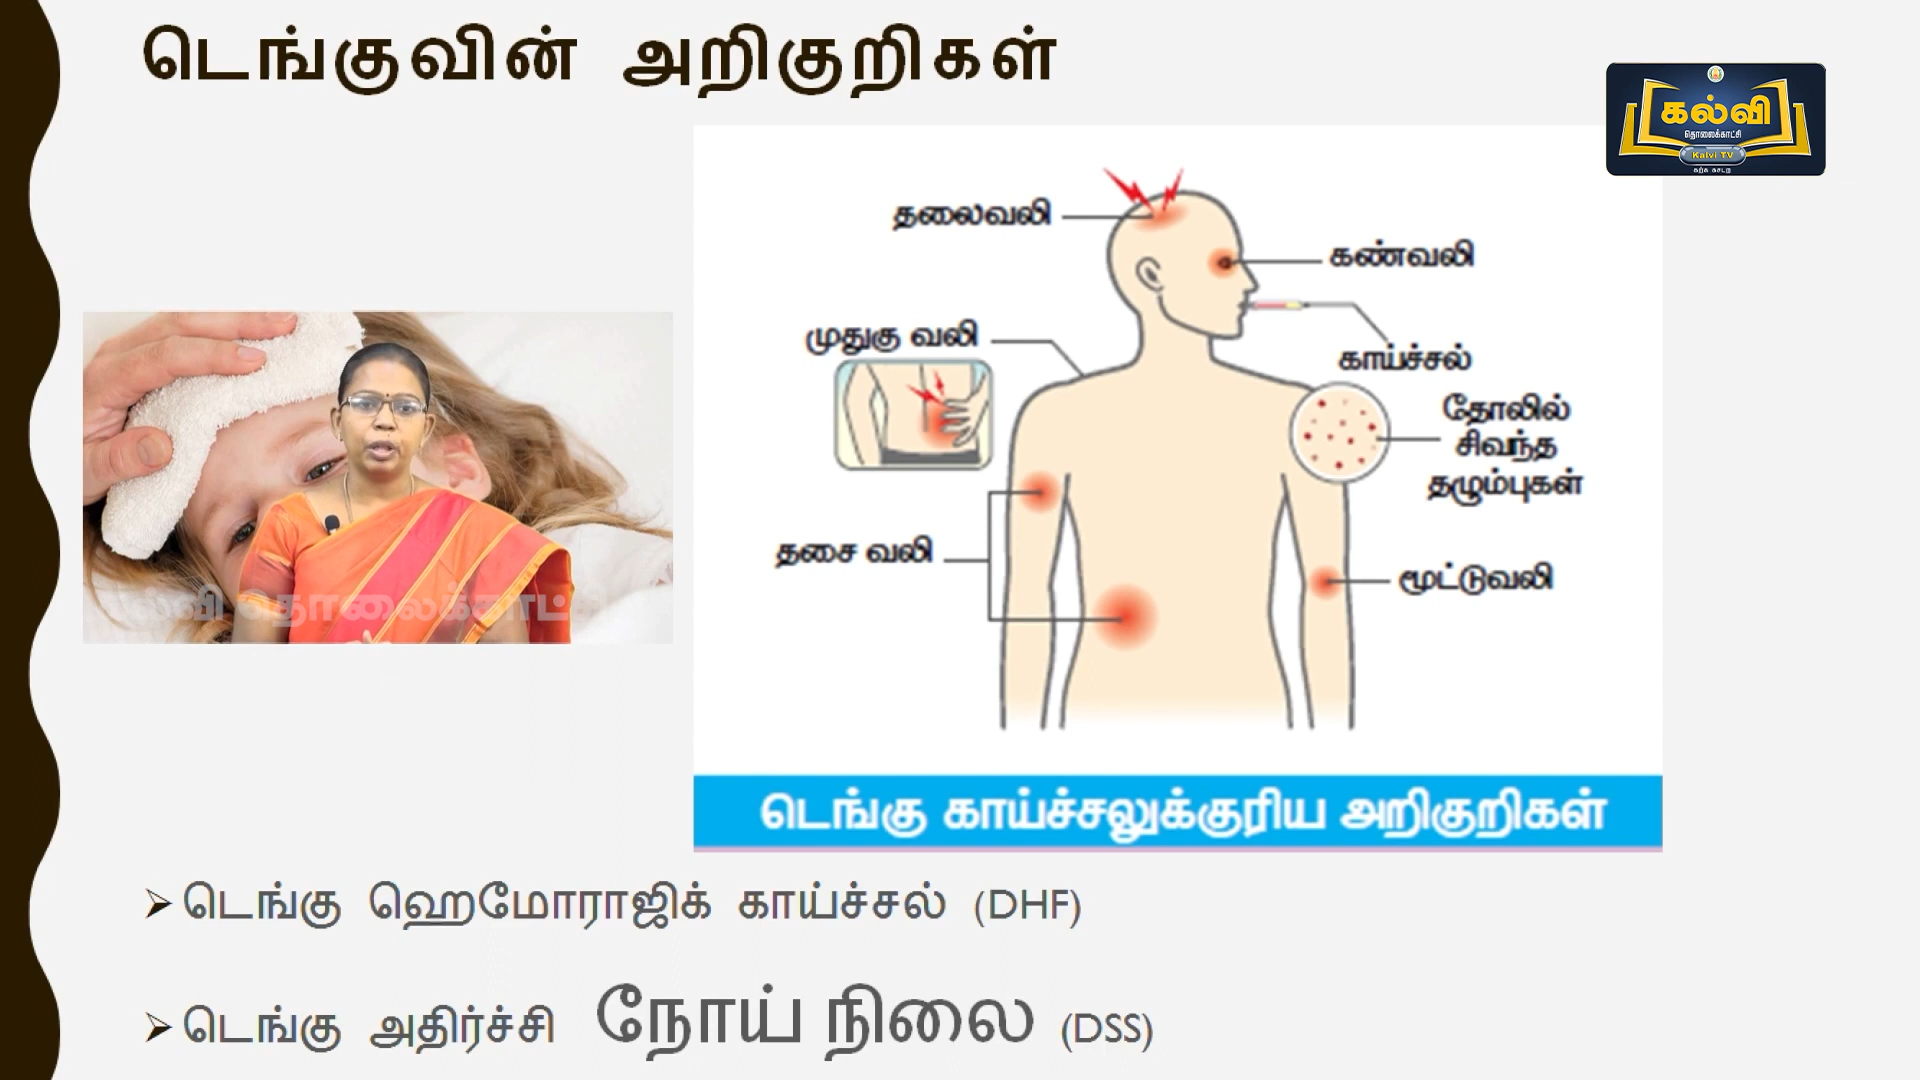 டெங்குவின் அறிகுறிகள்
கல்வி
தொலைக்காட்சி
Kalvi TV
கற்க கசடற
தலைவலி
கண்வலி
முதுகு வலி
காய்ச்சல்
தோலில்
சிவந்த
தழும்புகள்
தசை வலி
மூட்டுவலி
கல்வி தொலைக்காட்சி
டெங்கு காய்ச்சலுக்குரிய அறிகுறிகள்
➢ டெங்கு ஹெமோராஜிக் காய்ச்சல் (DHF)
➢ டெங்கு அதிர்ச்சி நோய் நிலை (DSS)